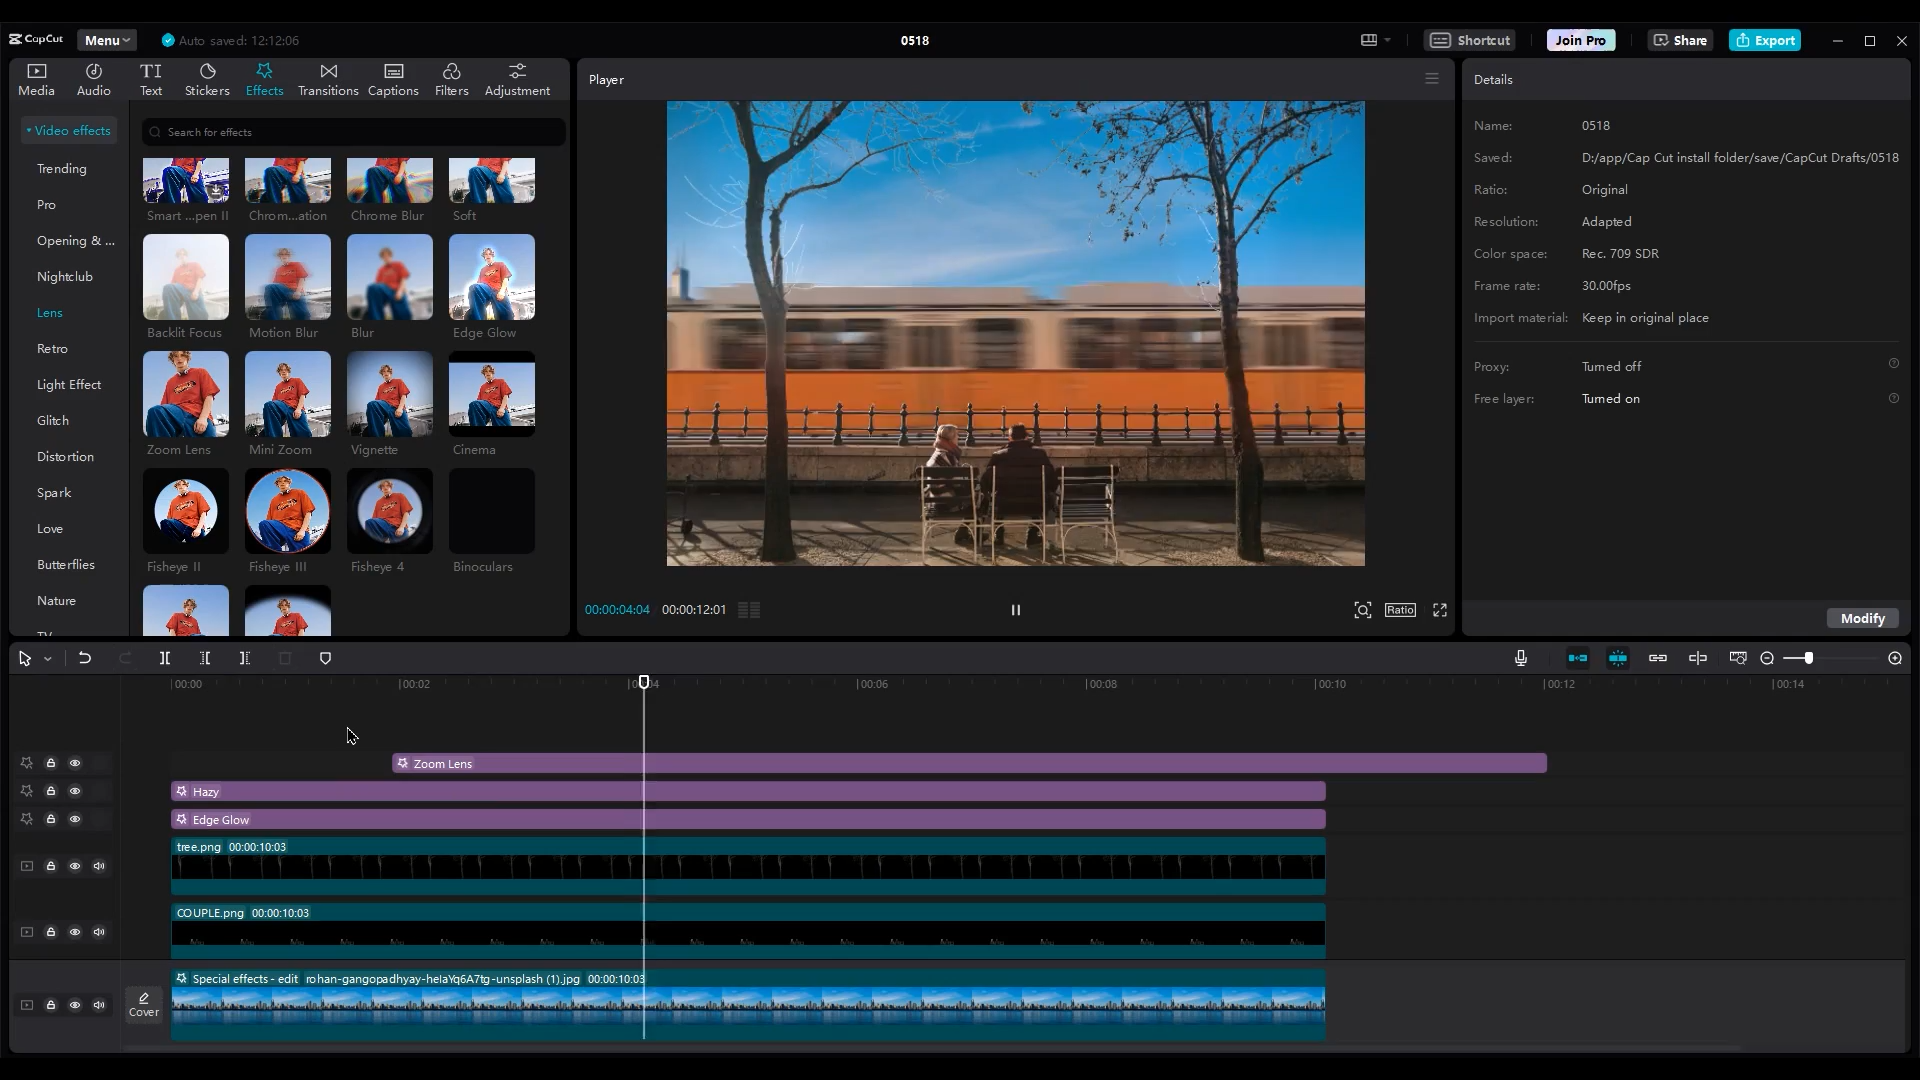 CapCut
Menu
Auto saved: 12:12:06
0518
Shortcut
Join Pro
Share
Export
Media
Audio
TI
Text
Stickers
Effects
Transitions
Captions
Filters
Adjustment
Video effects
Trending
Pro
Opening & ...
Nightclub
Lens
Retro
Light Effect
Glitch
Distortion
Spark
Love
Butterflies
Nature
TV
Search for effects
Smart ...pen II
Chrom...ation
Chrome Blur
Soft
Backlit Focus
Motion Blur
Blur
Edge Glow
Zoom Lens
Mini Zoom
Vignette
Cinema
Fisheye II
Fisheye III
Fisheye 4
Binoculars
Player
00:00:04:04
00:00:12:01
Ratio
Details
Name: 0518
Saved: D:/app/Cap Cut install folder/save/CapCut Drafts/0518
Ratio: Original
Resolution: Adapted
Color space: Rec. 709 SDR
Frame rate: 30.00fps
Import material: Keep in original place
Proxy: Turned off
Free layer: Turned on
Modify
00:00
00:02
00:04
00:06
00:08
00:10
00:12
00:14
Zoom Lens
Hazy
Edge Glow
tree.png 00:00:10:03
COUPLE.png 00:00:10:03
Cover
Special effects - edit rohan-gangopadhyay-heIaYq6A7tg-unsplash (1).jpg 00:00:10:03